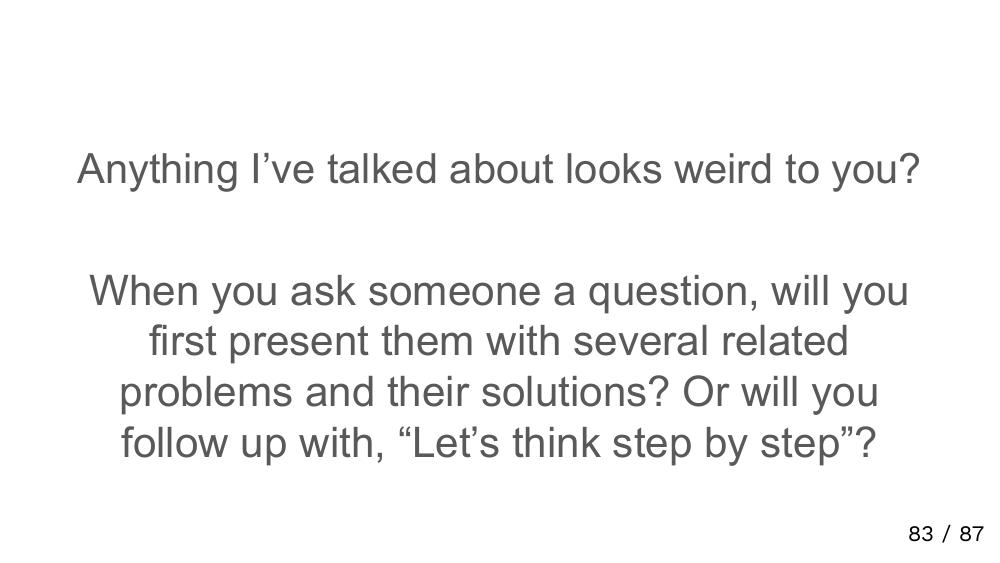 Anything I’ve talked about looks weird to you?
When you ask someone a question, will you
first present them with several related
problems and their solutions? Or will you
follow up with, “Let’s think step by step”?
83 / 87